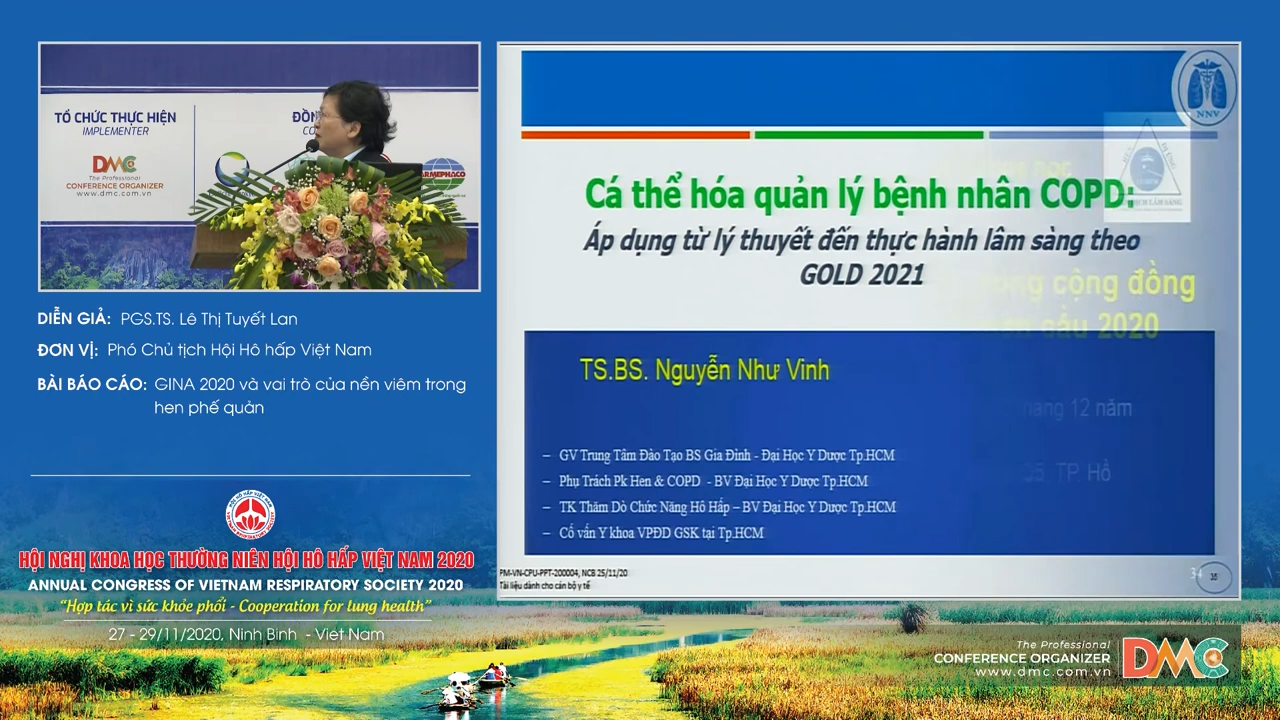 TỔ CHỨC THỰC HIỆN
IMPLEMENTER
DMC
The Professional
CONFERENCE ORGANIZER
www.dmc.com.vn
DIỄN GIẢ: PGS.TS. Lê Thị Tuyết Lan
ĐƠN VỊ: Phó Chủ tịch Hội Hô hấp Việt Nam
BÀI BÁO CÁO: GINA 2020 và vai trò của nền viêm trong
hen phế quản
HỘI NGHỊ KHOA HỌC THƯỜNG NIÊN HỘI HÔ HẤP VIỆT NAM 2020
ANNUAL CONGRESS OF VIETNAM RESPIRATORY SOCIETY 2020
“Hợp tác vì sức khỏe phổi - Cooperation for lung health”
27 - 29/11/2020, Ninh Bình - Việt Nam
NNV
Cá thể hóa quản lý bệnh nhân COPD:
Áp dụng từ lý thuyết đến thực hành lâm sàng theo
GOLD 2021
cộng đồng
2020
TS.BS. Nguyễn Như Vinh
tháng 12 năm
TP. Hồ
– GV Trung Tâm Đào Tạo BS Gia Đình - Đại Học Y Dược Tp.HCM
– Phụ Trách Pk Hen & COPD - BV Đại Học Y Dược Tp.HCM
– TK Thăm Dò Chức Năng Hô Hấp – BV Đại Học Y Dược Tp.HCM
– Cố vấn Y khoa VPĐD GSK tại Tp.HCM
PM-VN-CPU-PPT-200004, NCB 25/11/20
Tài liệu dành cho cán bộ y tế
35
The Professional
CONFERENCE ORGANIZER
www.dmc.com.vn
DMC